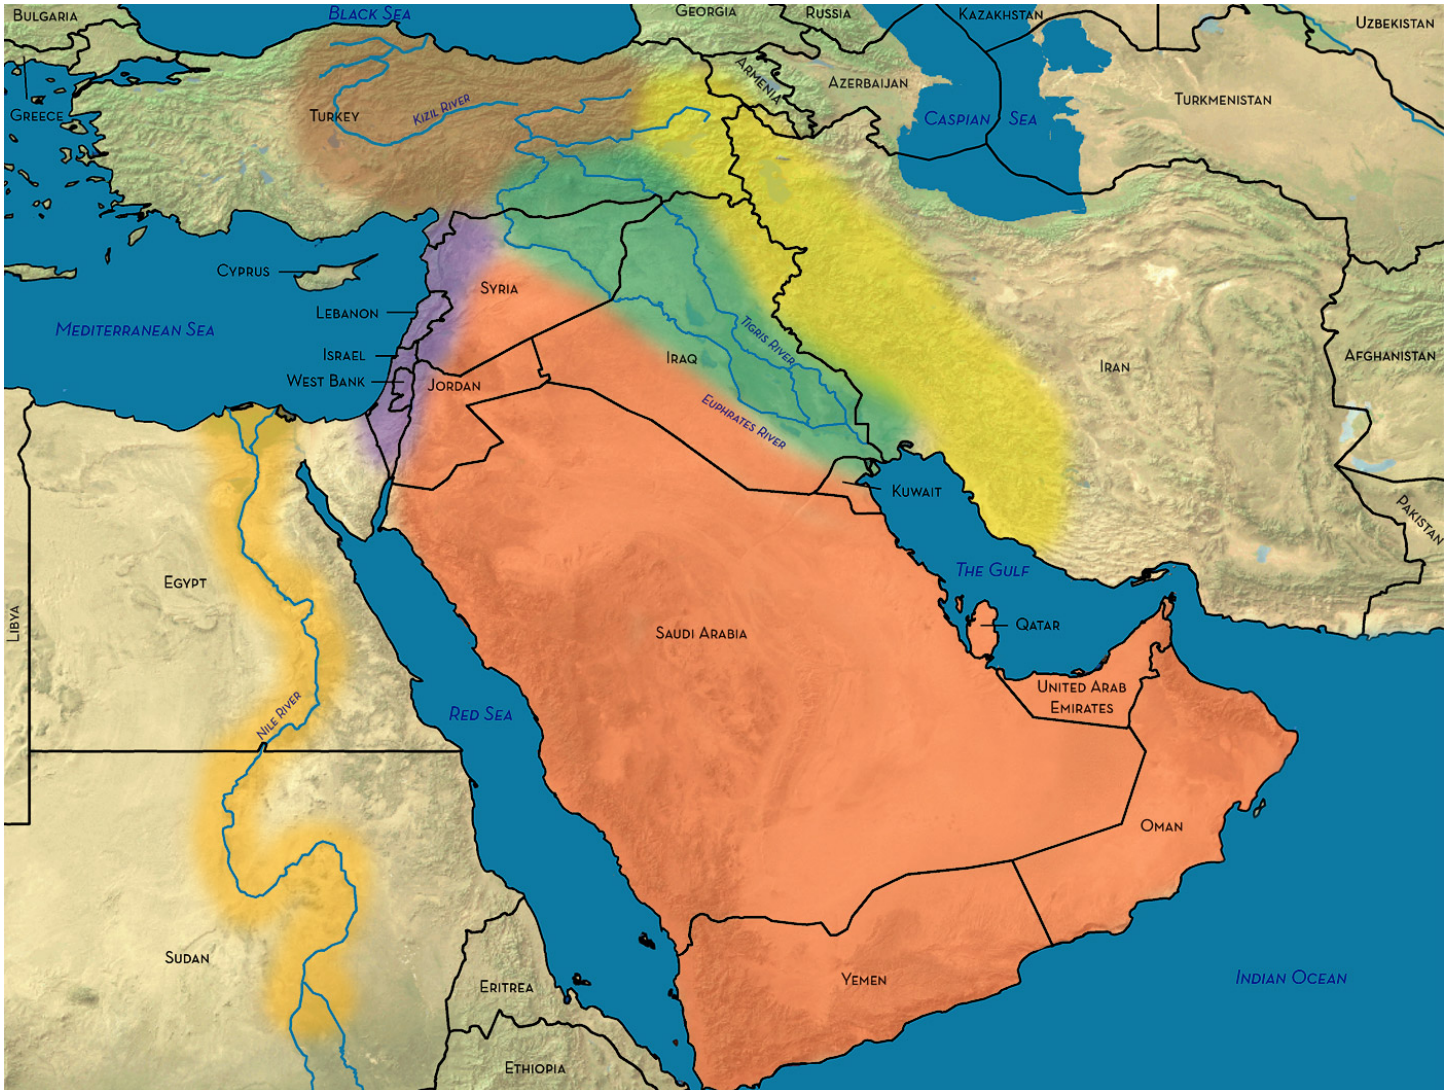 Bulgaria
Black Sea
Georgia
Russia
Kazakhstan
Uzbekistan
Greece
Turkey
Kizil River
Armenia
Azerbaijan
Caspian Sea
Turkmenistan
Cyprus
Syria
Lebanon
Mediterranean Sea
Tigris River
Israel
Iraq
Iran
Afghanistan
West Bank
Jordan
Euphrates River
Kuwait
Pakistan
Egypt
The Gulf
Libya
Saudi Arabia
Qatar
Nile River
Red Sea
United Arab
Emirates
Oman
Sudan
Yemen
Eritrea
Indian Ocean
Ethiopia